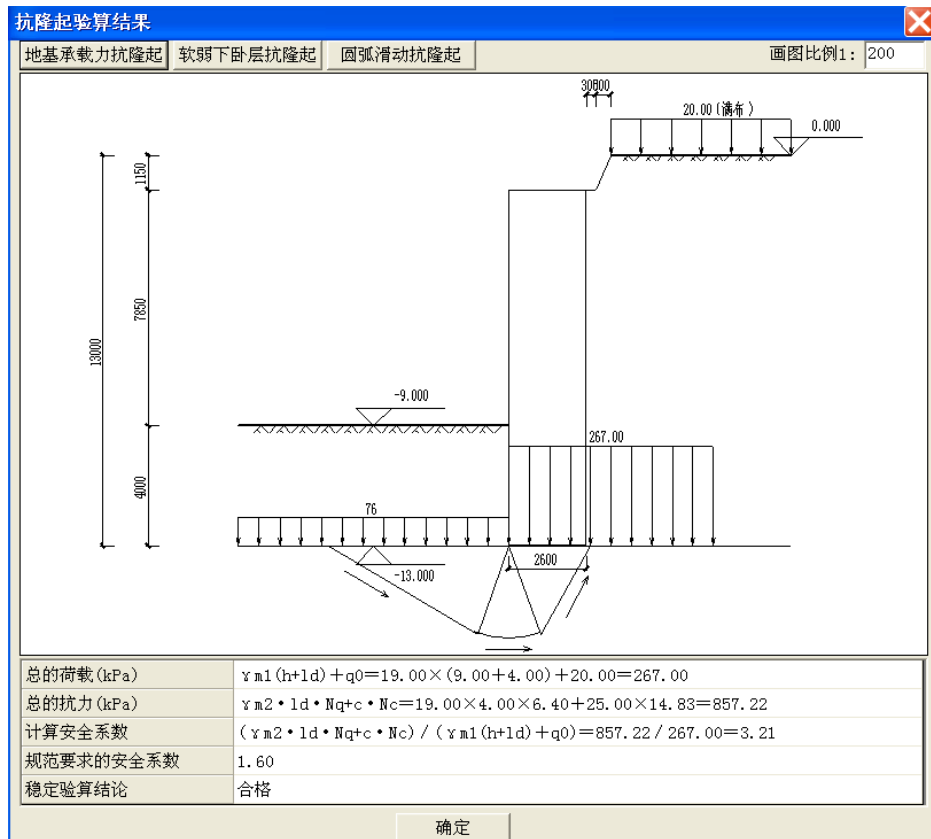 抗隆起验算结果
地基承载力抗隆起 软弱下卧层抗隆起 圆弧滑动抗隆起 画图比例1: 200
20.00(满布)
0.000
1150
7850
13000
-9.000
267.00
4000
76
2600
-13.000
总的荷载(kPa) γm1(h+ld)+q0=19.00×(9.00+4.00)+20.00=267.00
总的抗力(kPa) γm2•ld•Nq+c•Nc=19.00×4.00×6.40+25.00×14.83=857.22
计算安全系数 (γm2•ld•Nq+c•Nc)/(γm1(h+ld)+q0)=857.22/267.00=3.21
规范要求的安全系数 1.60
稳定验算结论 合格
确定